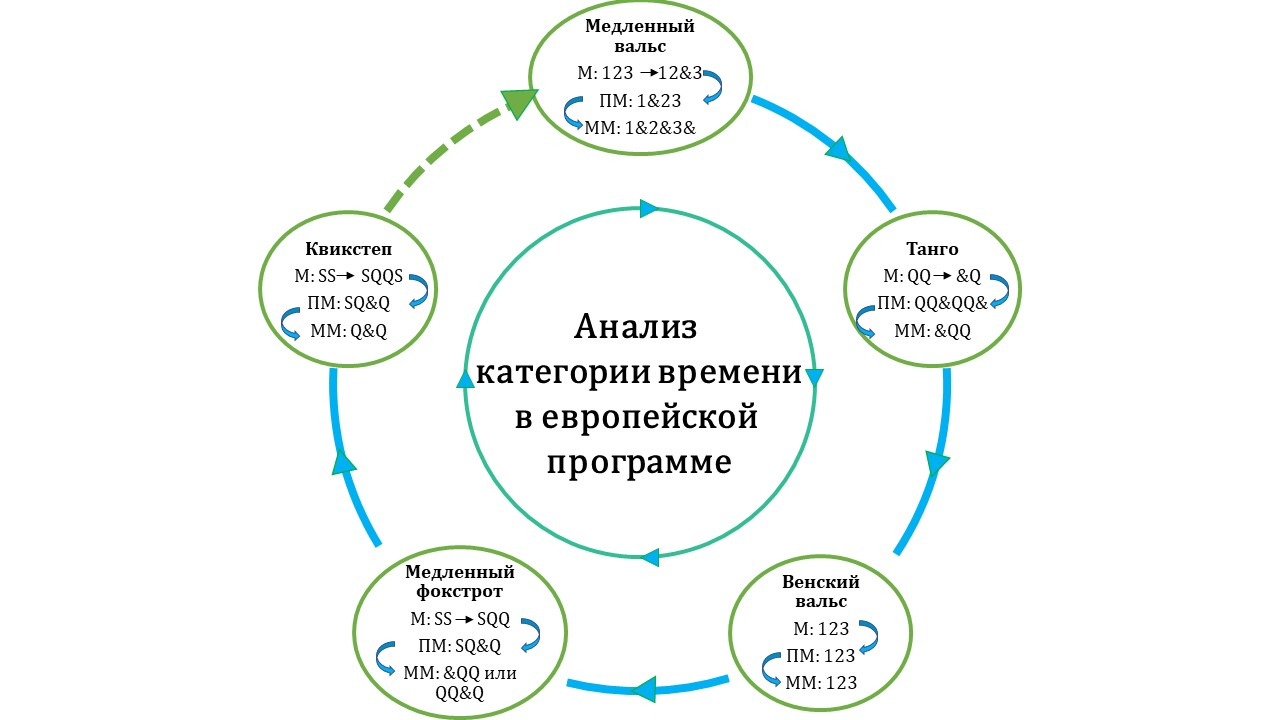 Медленный
вальс
М: 123 → 12&3
ПМ: 1&23
ММ: 1&2&3&
Танго
М: QQ → &Q
ПМ: QQ&QQ&
ММ: &QQ
Венский
вальс
М: 123
ПМ: 123
ММ: 123
Медленный
фокстрот
М: SS → SQQ
ПМ: SQ&Q
ММ: &QQ или
QQ&Q
Квикстеп
М: SS → SQQS
ПМ: SQ&Q
ММ: Q&Q
Анализ
категории времени
в европейской
программе